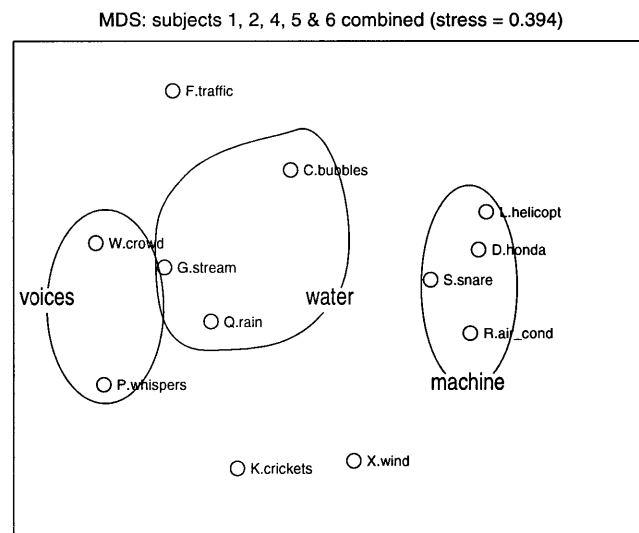 MDS: subjects 1, 2, 4, 5 & 6 combined (stress = 0.394)
F.traffic
C.bubbles
L.helicopt
W.crowd
D.honda
G.stream
S.snare
voices
water
Q.rain
R.air_cond
P.whispers
machine
K.crickets
X.wind